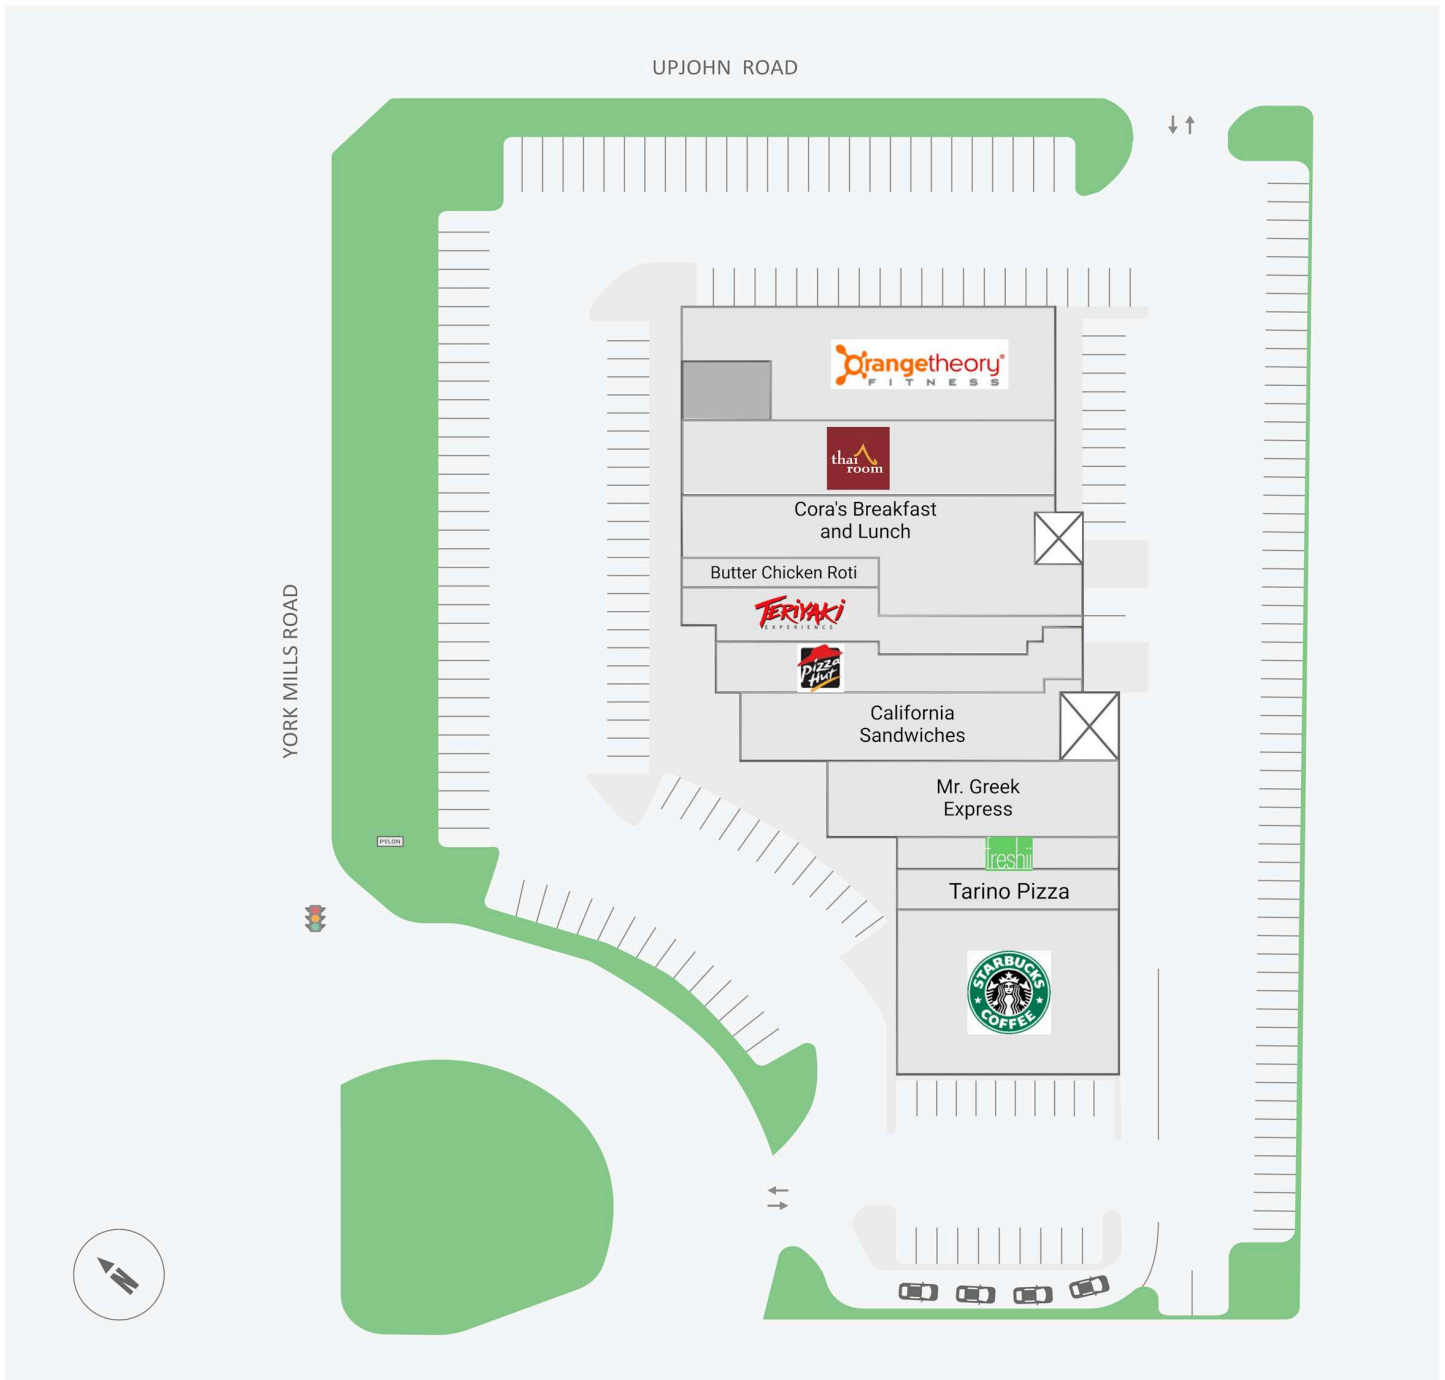 UPJOHN ROAD
orangetheory®
FITNESS
thai
room
Cora's Breakfast
and Lunch
Butter Chicken Roti
TERIYAKI
EXPERIENCE
Pizza
Hut
YORK MILLS ROAD
California
Sandwiches
Mr. Greek
Express
PYLON
freshii
Tarino Pizza
STARBUCKS
COFFEE
N